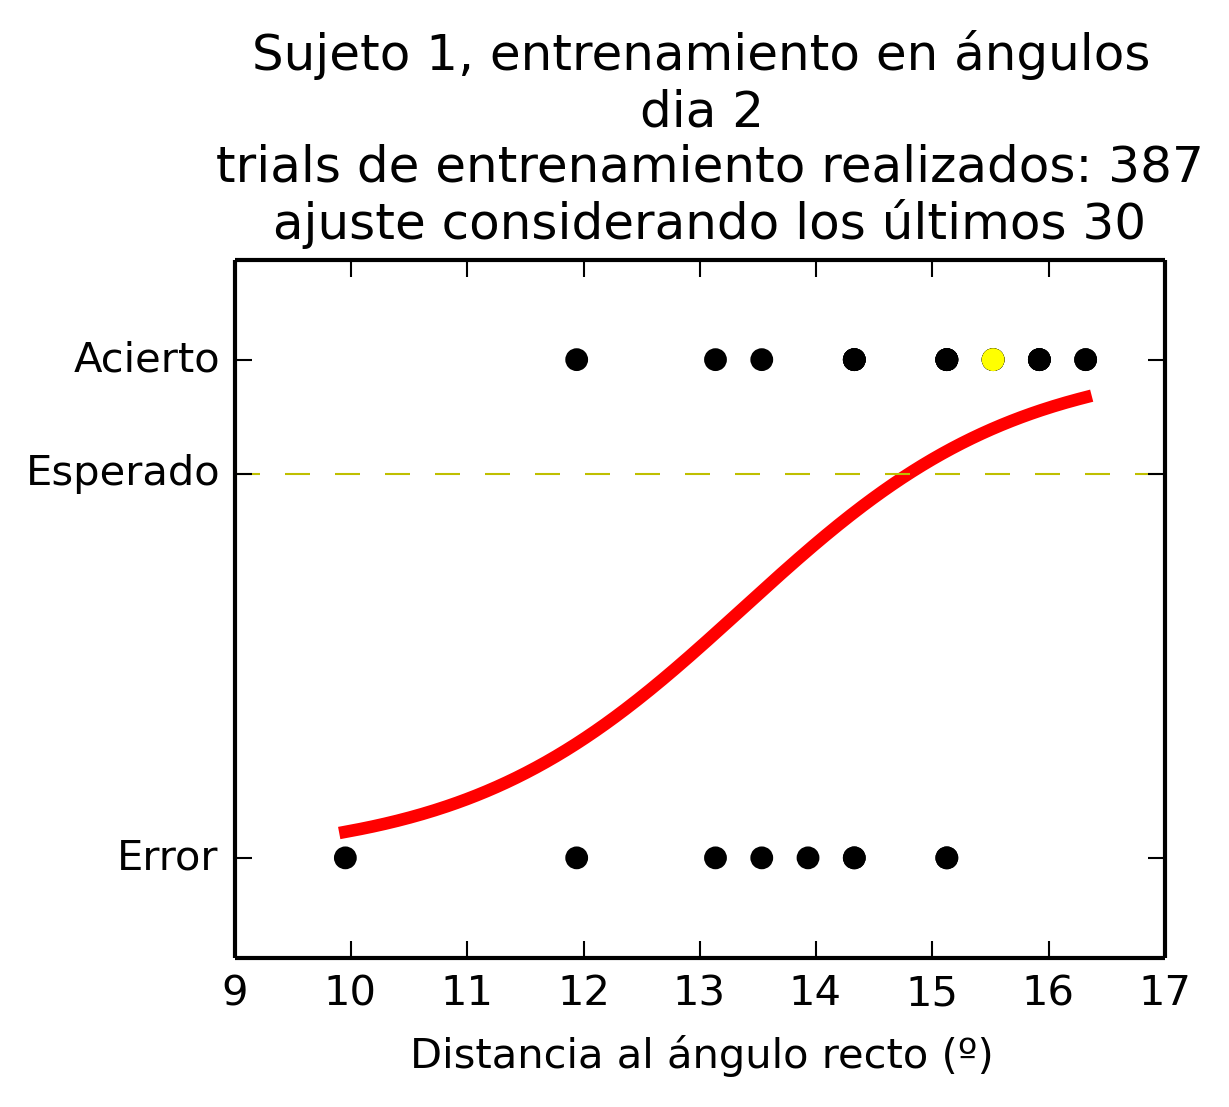 Sujeto 1, entrenamiento en ángulos
dia 2
trials de entrenamiento realizados: 387
ajuste considerando los últimos 30
Acierto
Esperado
Error
9 10 11 12 13 14 15 16 17
Distancia al ángulo recto (º)